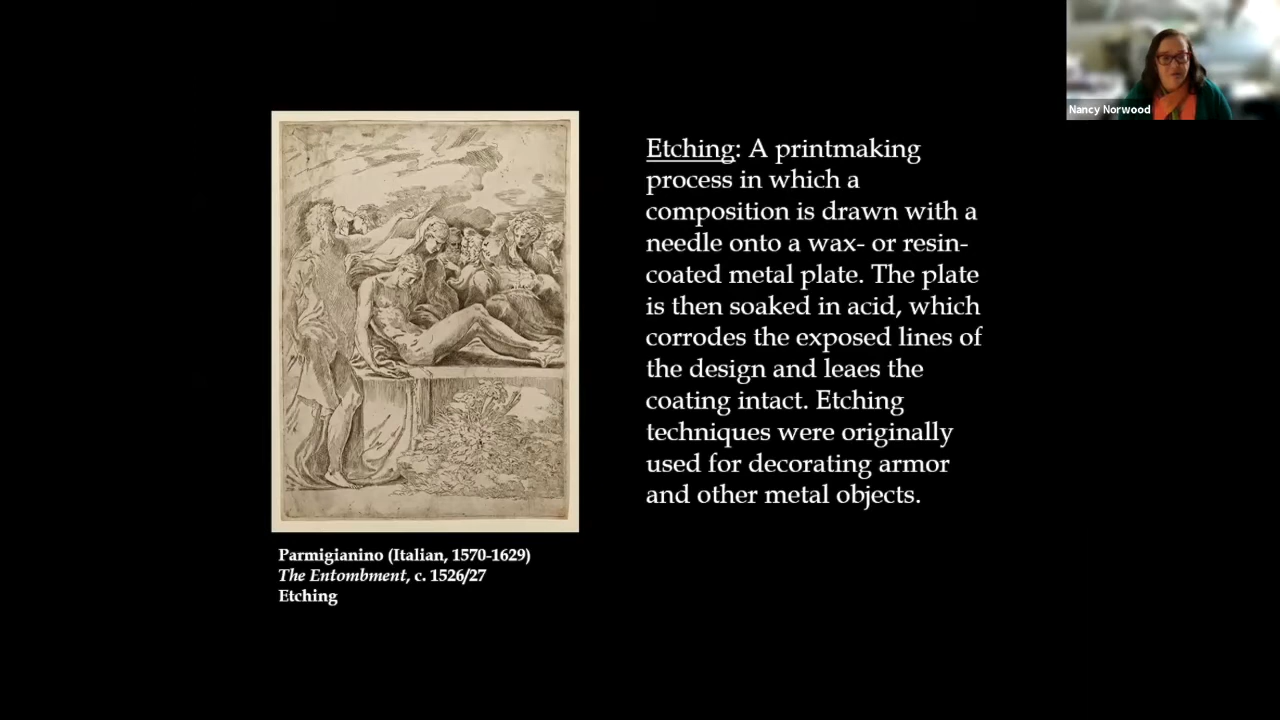 Nancy Norwood
Etching: A printmaking
process in which a
composition is drawn with a
needle onto a wax- or resin-
coated metal plate. The plate
is then soaked in acid, which
corrodes the exposed lines of
the design and leaes the
coating intact. Etching
techniques were originally
used for decorating armor
and other metal objects.
Parmigianino (Italian, 1570-1629)
The Entombment, c. 1526/27
Etching